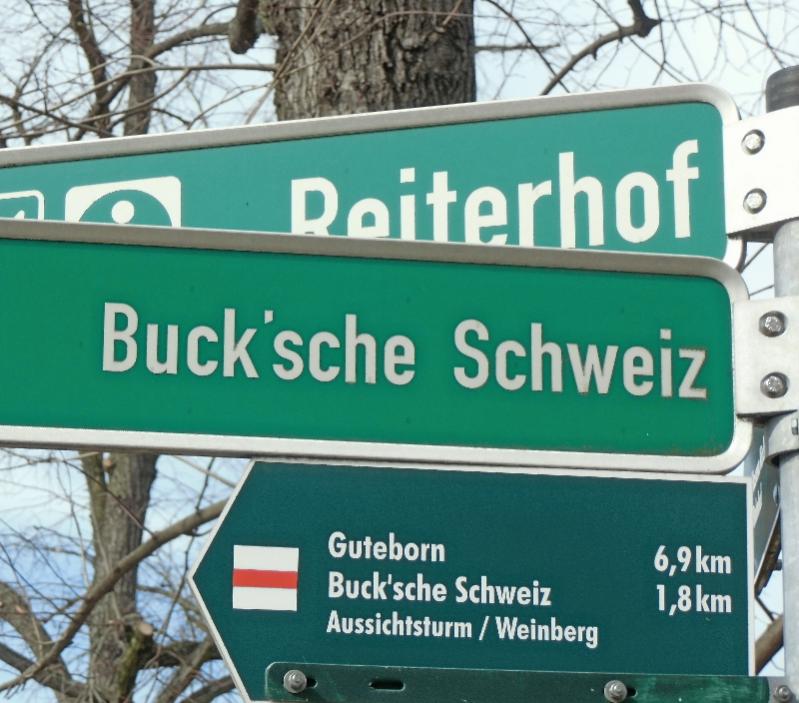 Reiterhof
Buck'sche Schweiz
Guteborn 6,9 km
Buck'sche Schweiz 1,8 km
Aussichtsturm / Weinberg